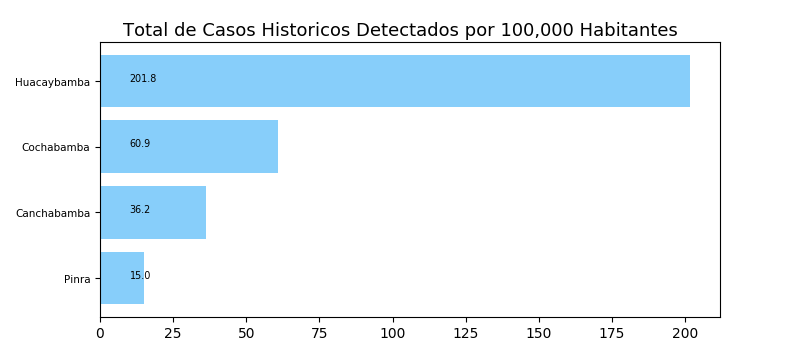 Total de Casos Historicos Detectados por 100,000 Habitantes
Huacaybamba 201.8
Cochabamba 60.9
Canchabamba 36.2
Pinra 15.0
0 25 50 75 100 125 150 175 200